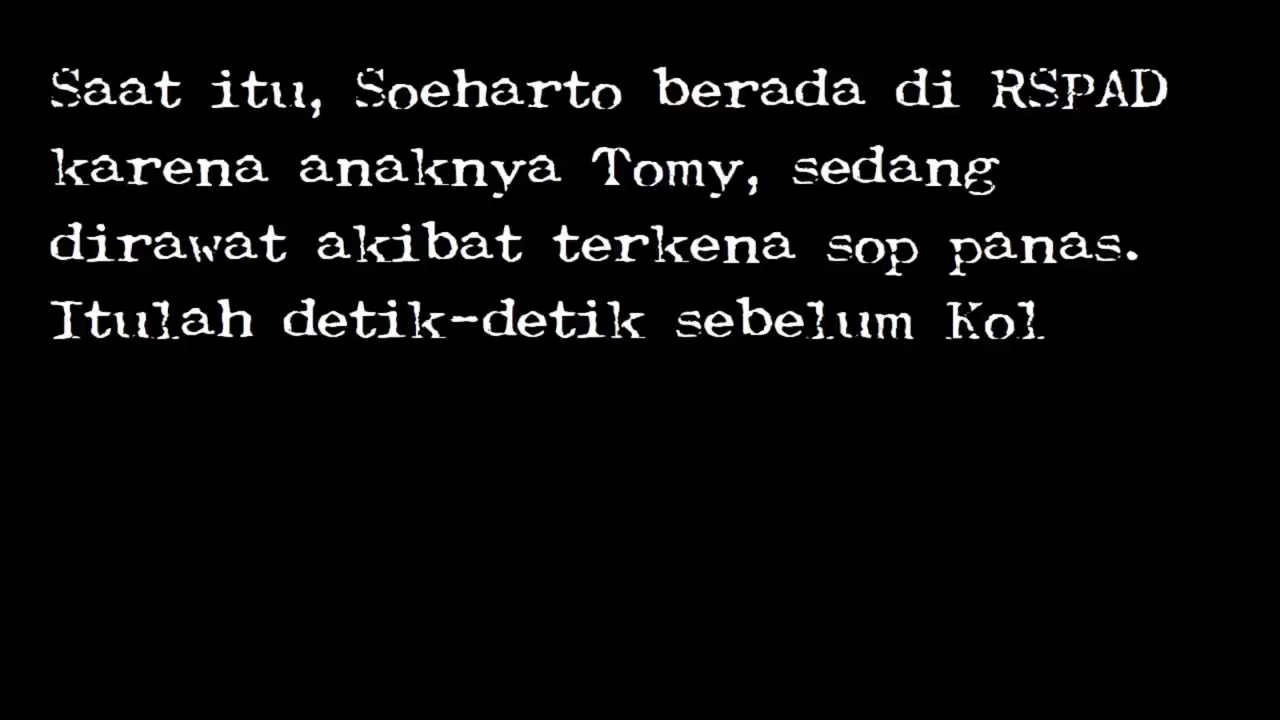 Saat itu, Soeharto berada di RSPAD
karena anaknya Tomy, sedang
dirawat akibat terkena sop panas.
Itulah detik-detik sebelum Kol